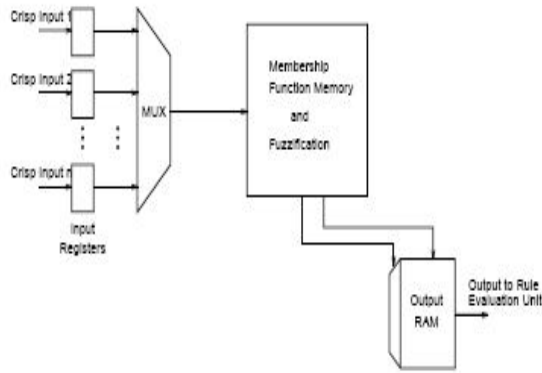 Crisp Input 1
Crisp Input 2
Crisp Input n
Input
Registers
MUX
Membership
Function Memory
and
Fuzzification
Output
RAM
Output to Rule
Evaluation Unit